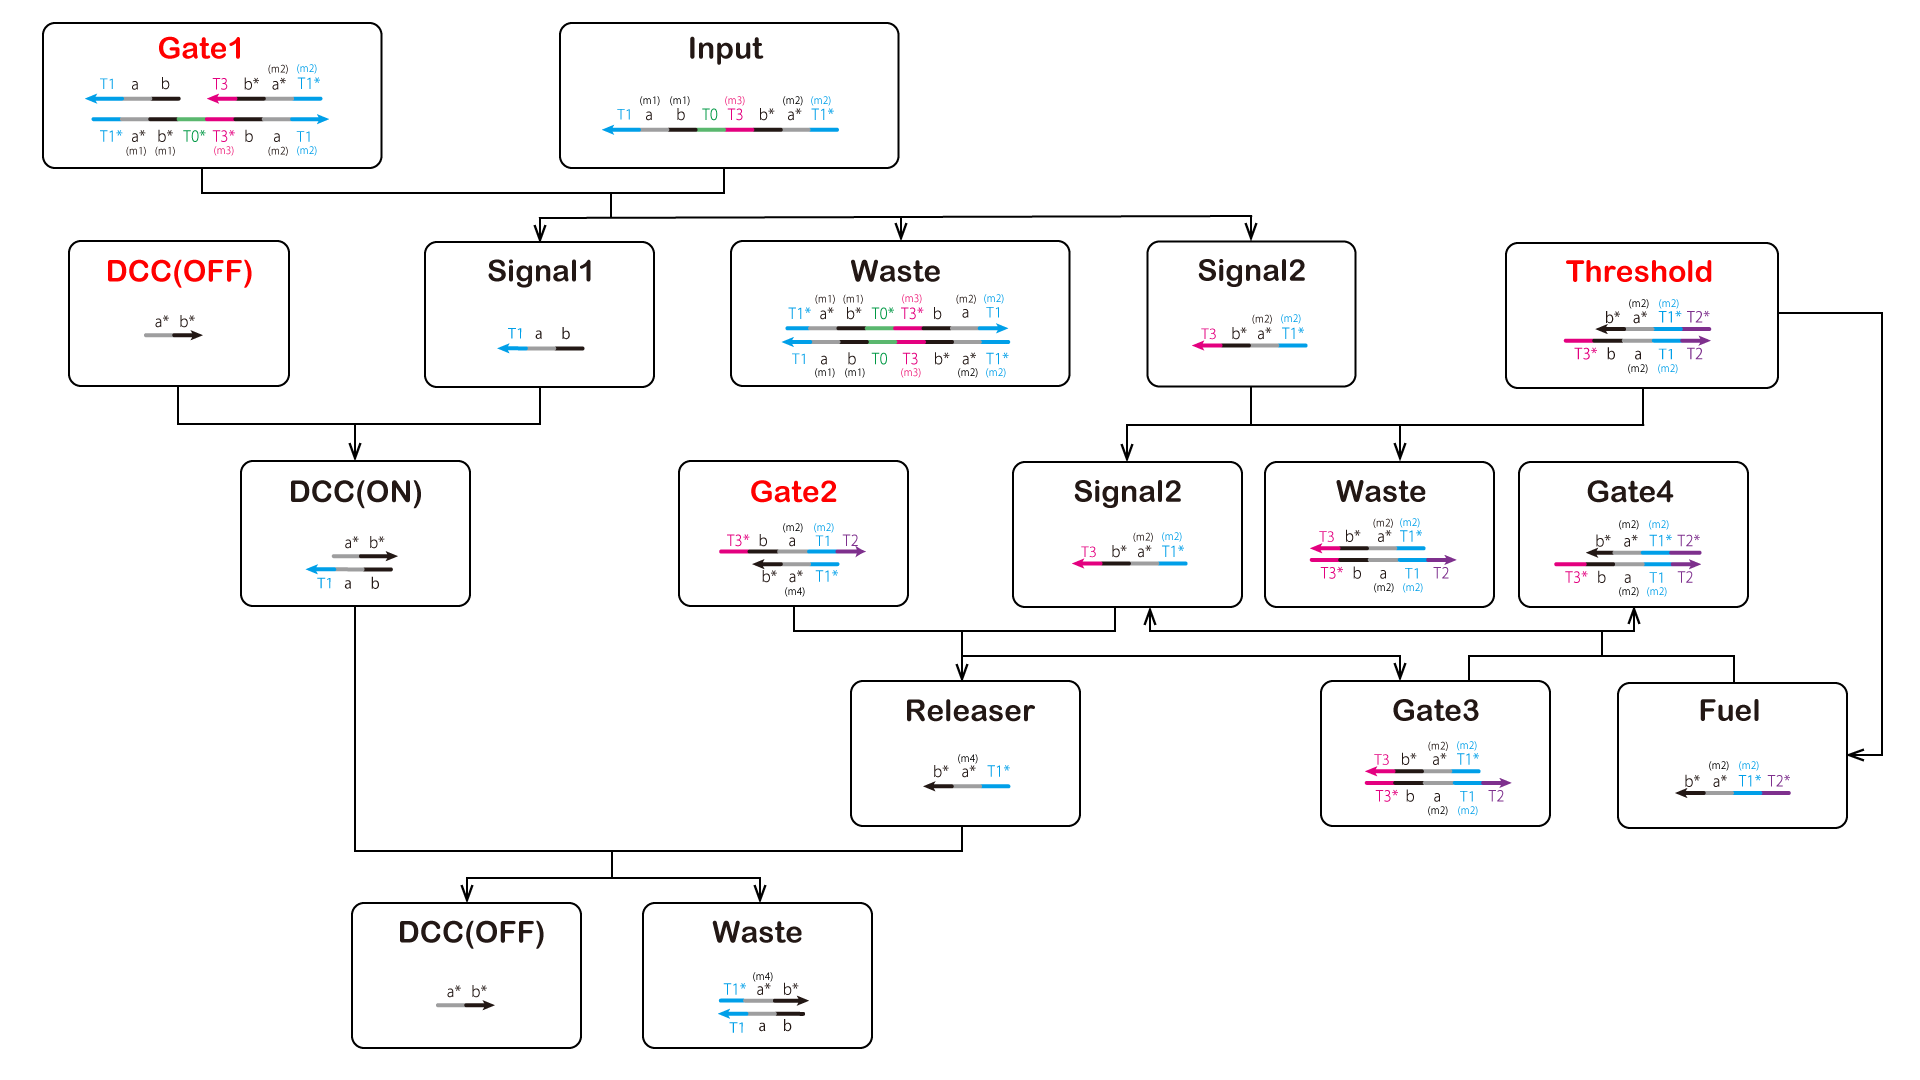 Gate1
(m2) (m2)
T1 a b T3 b* a* T1*
T1* a* b* T0* T3* b a T1
(m1) (m1) (m3) (m2) (m2)
Input
(m1) (m1) (m3) (m2) (m2)
T1 a b T0 T3 b* a* T1*
DCC(OFF)
a* b*
Signal1
T1 a b
Waste
(m1) (m1) (m3) (m2) (m2)
T1* a* b* T0* T3* b a T1
T1 a b T0 T3 b* a* T1*
(m1) (m1) (m3) (m2) (m2)
Signal2
(m2) (m2)
T3 b* a* T1*
Threshold
(m2) (m2)
b* a* T1* T2*
T3* b a T1 T2
(m2) (m2)
DCC(ON)
a* b*
T1 a b
Gate2
(m2) (m2)
T3* b a T1 T2
b* a* T1*
(m4)
Signal2
(m2) (m2)
T3 b* a* T1*
Waste
(m2) (m2)
T3 b* a* T1*
T3* b a T1 T2
(m2) (m2)
Gate4
(m2) (m2)
b* a* T1* T2*
T3* b a T1 T2
(m2) (m2)
Releaser
(m4)
b* a* T1*
Gate3
(m2) (m2)
T3 b* a* T1*
T3* b a T1 T2
(m2) (m2)
Fuel
(m2) (m2)
b* a* T1* T2*
DCC(OFF)
a* b*
Waste
(m4)
T1* a* b*
T1 a b